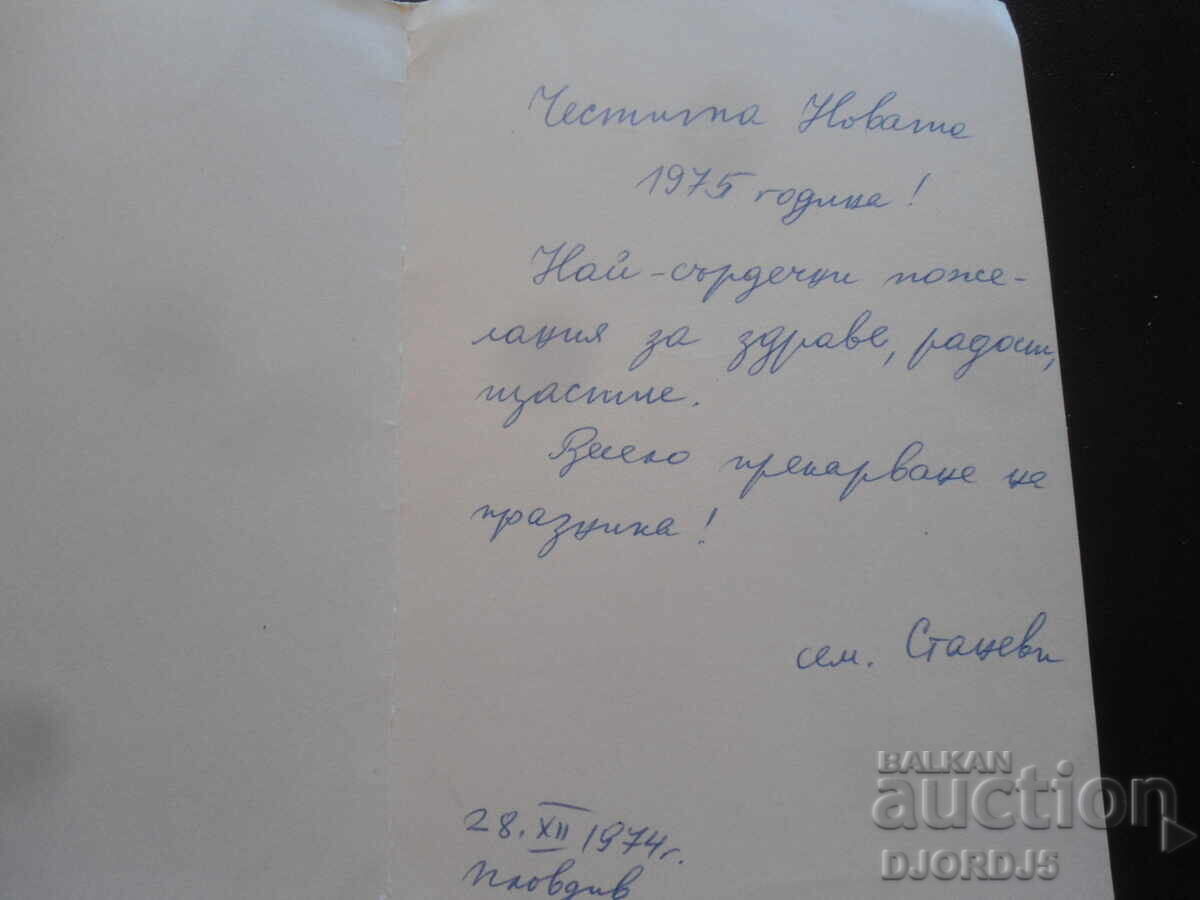 Честита Новата
1975 година!
Най-сърдечни поже-
лания за здраве, радост,
щастие.
Весело прекарване на
празника!
сем. Станеви
28. XII 1974 г.
Пловдив
BALKAN
auction
DJORDJ5